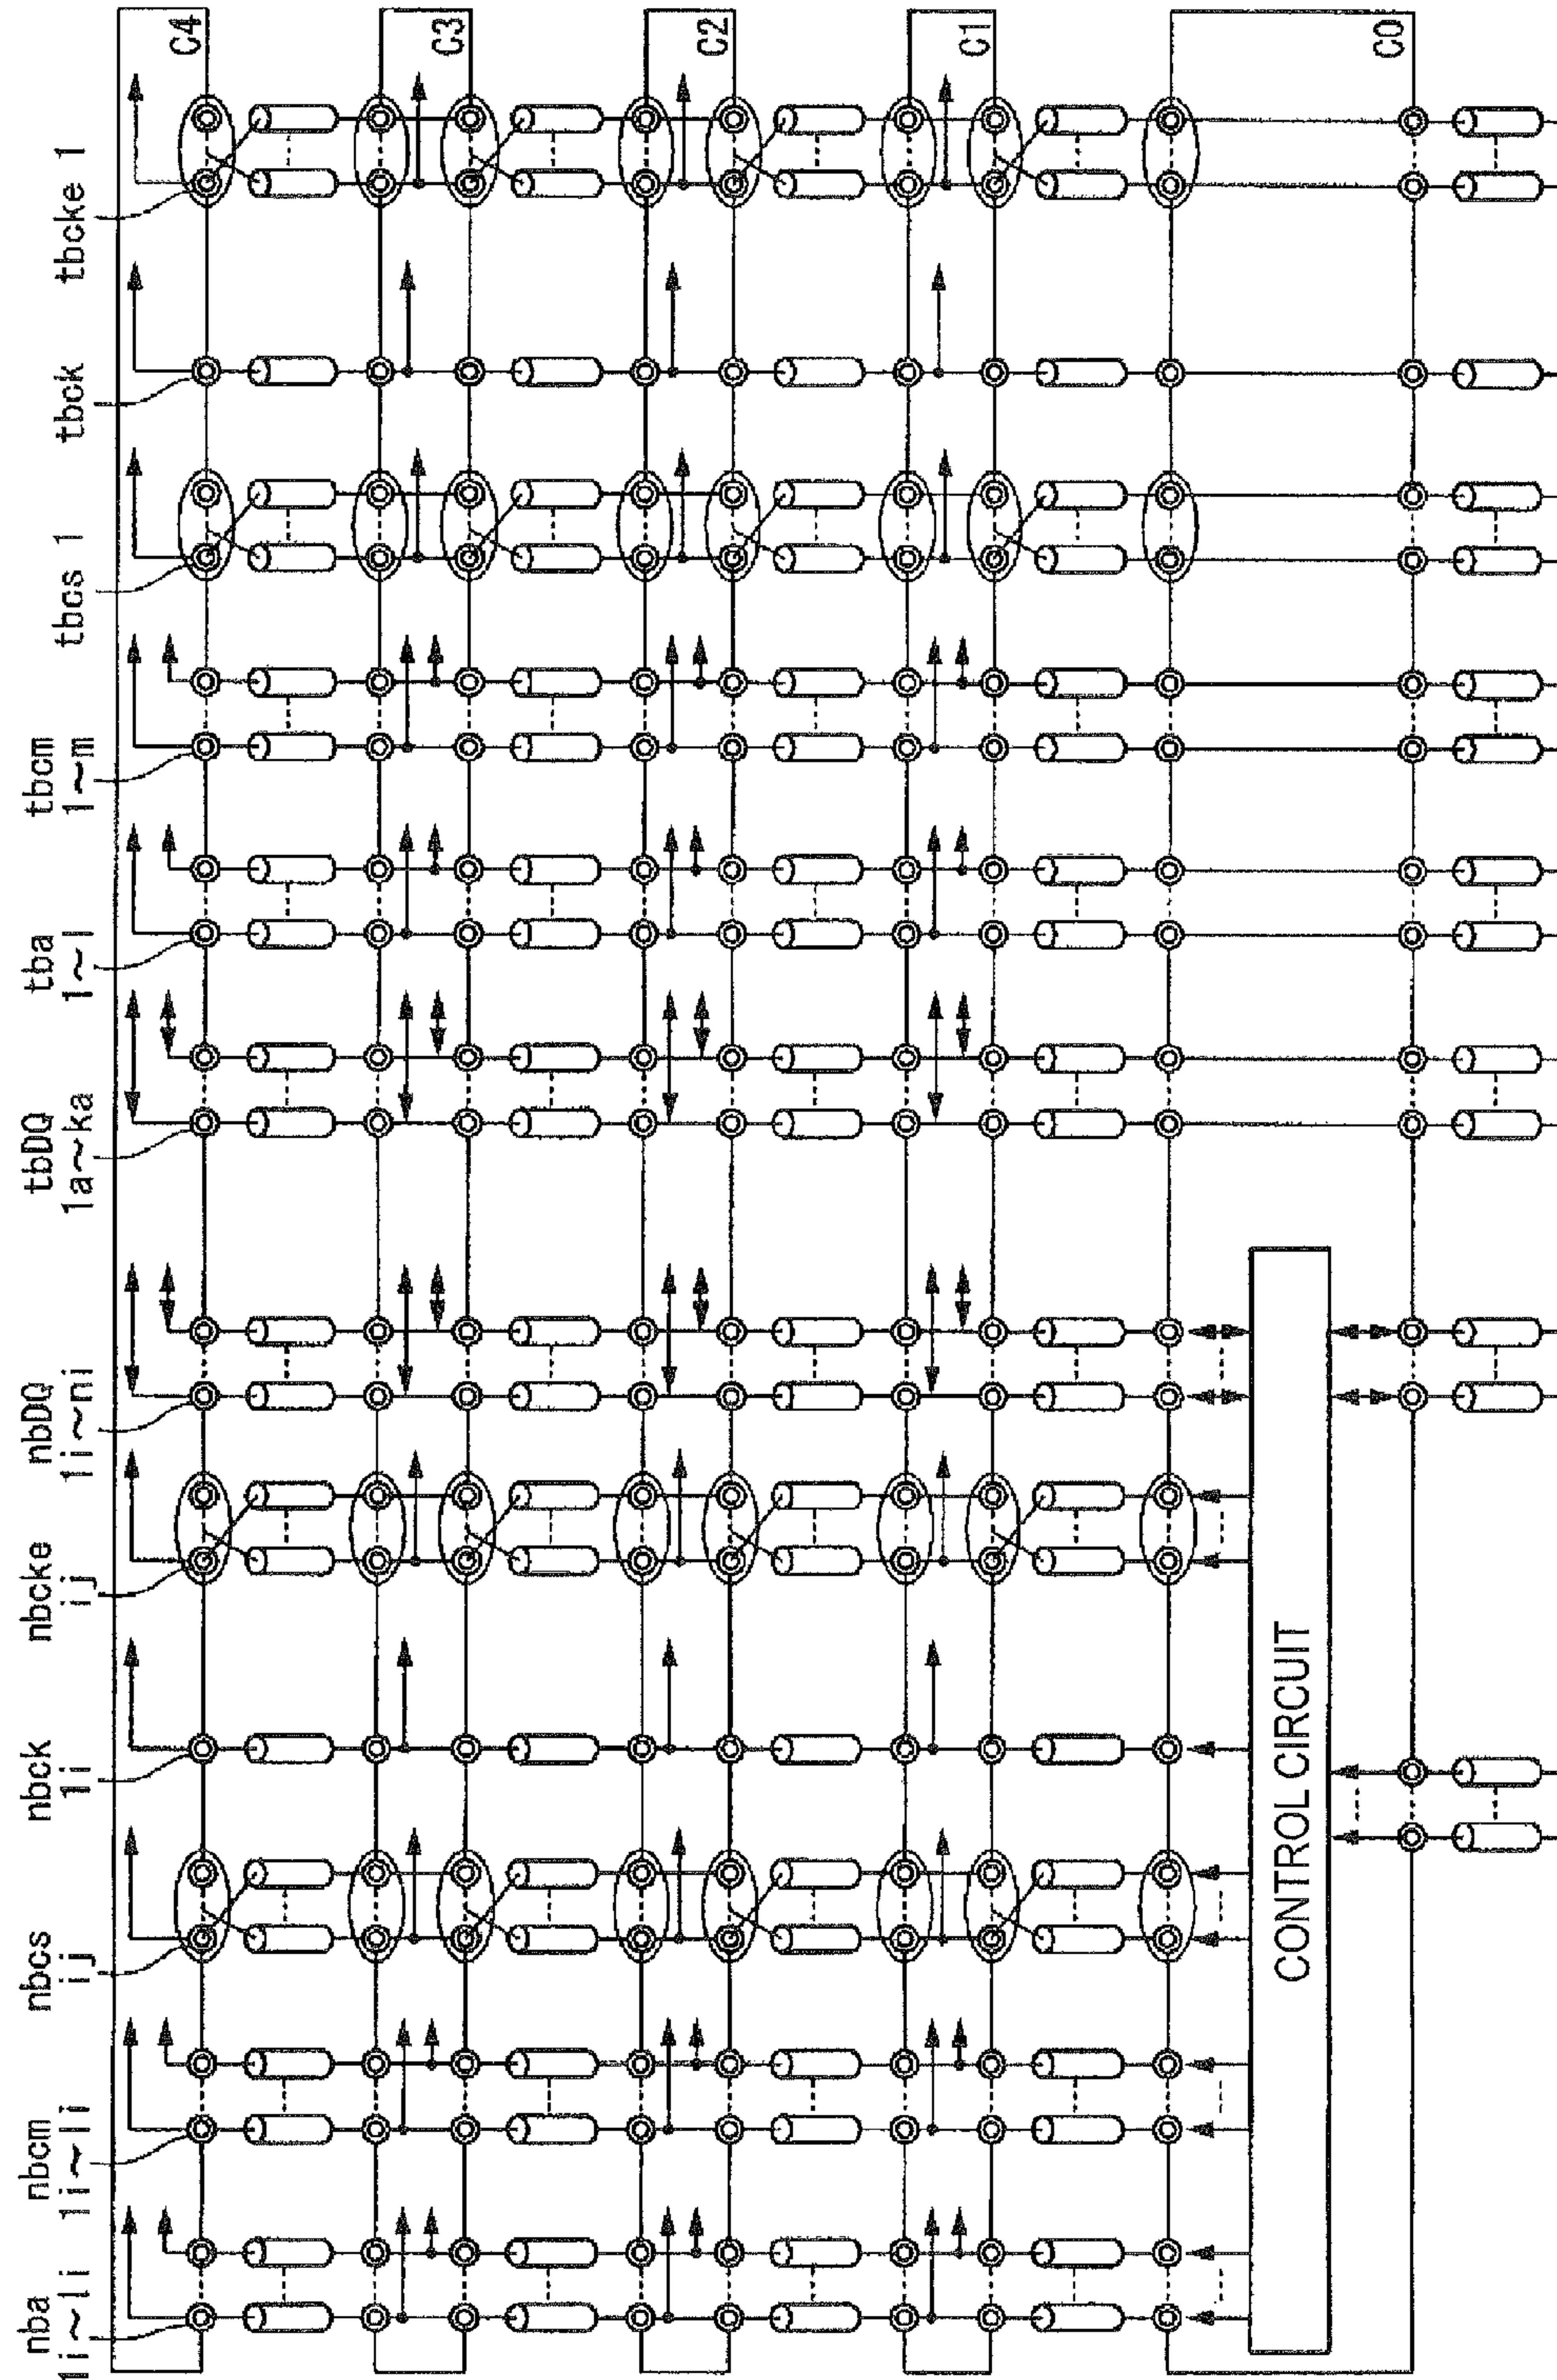 nba
1i~li
nbcm
1i~li
nbcs
ij
nbck
1i
nbcke
ij
nbDQ
1i~ni
tbDQ
1a~ka
tba
1~l
tbcm
1~m
tbcs 1
tbck
tbcke 1
C4
C3
C2
C1
C0
CONTROL CIRCUIT